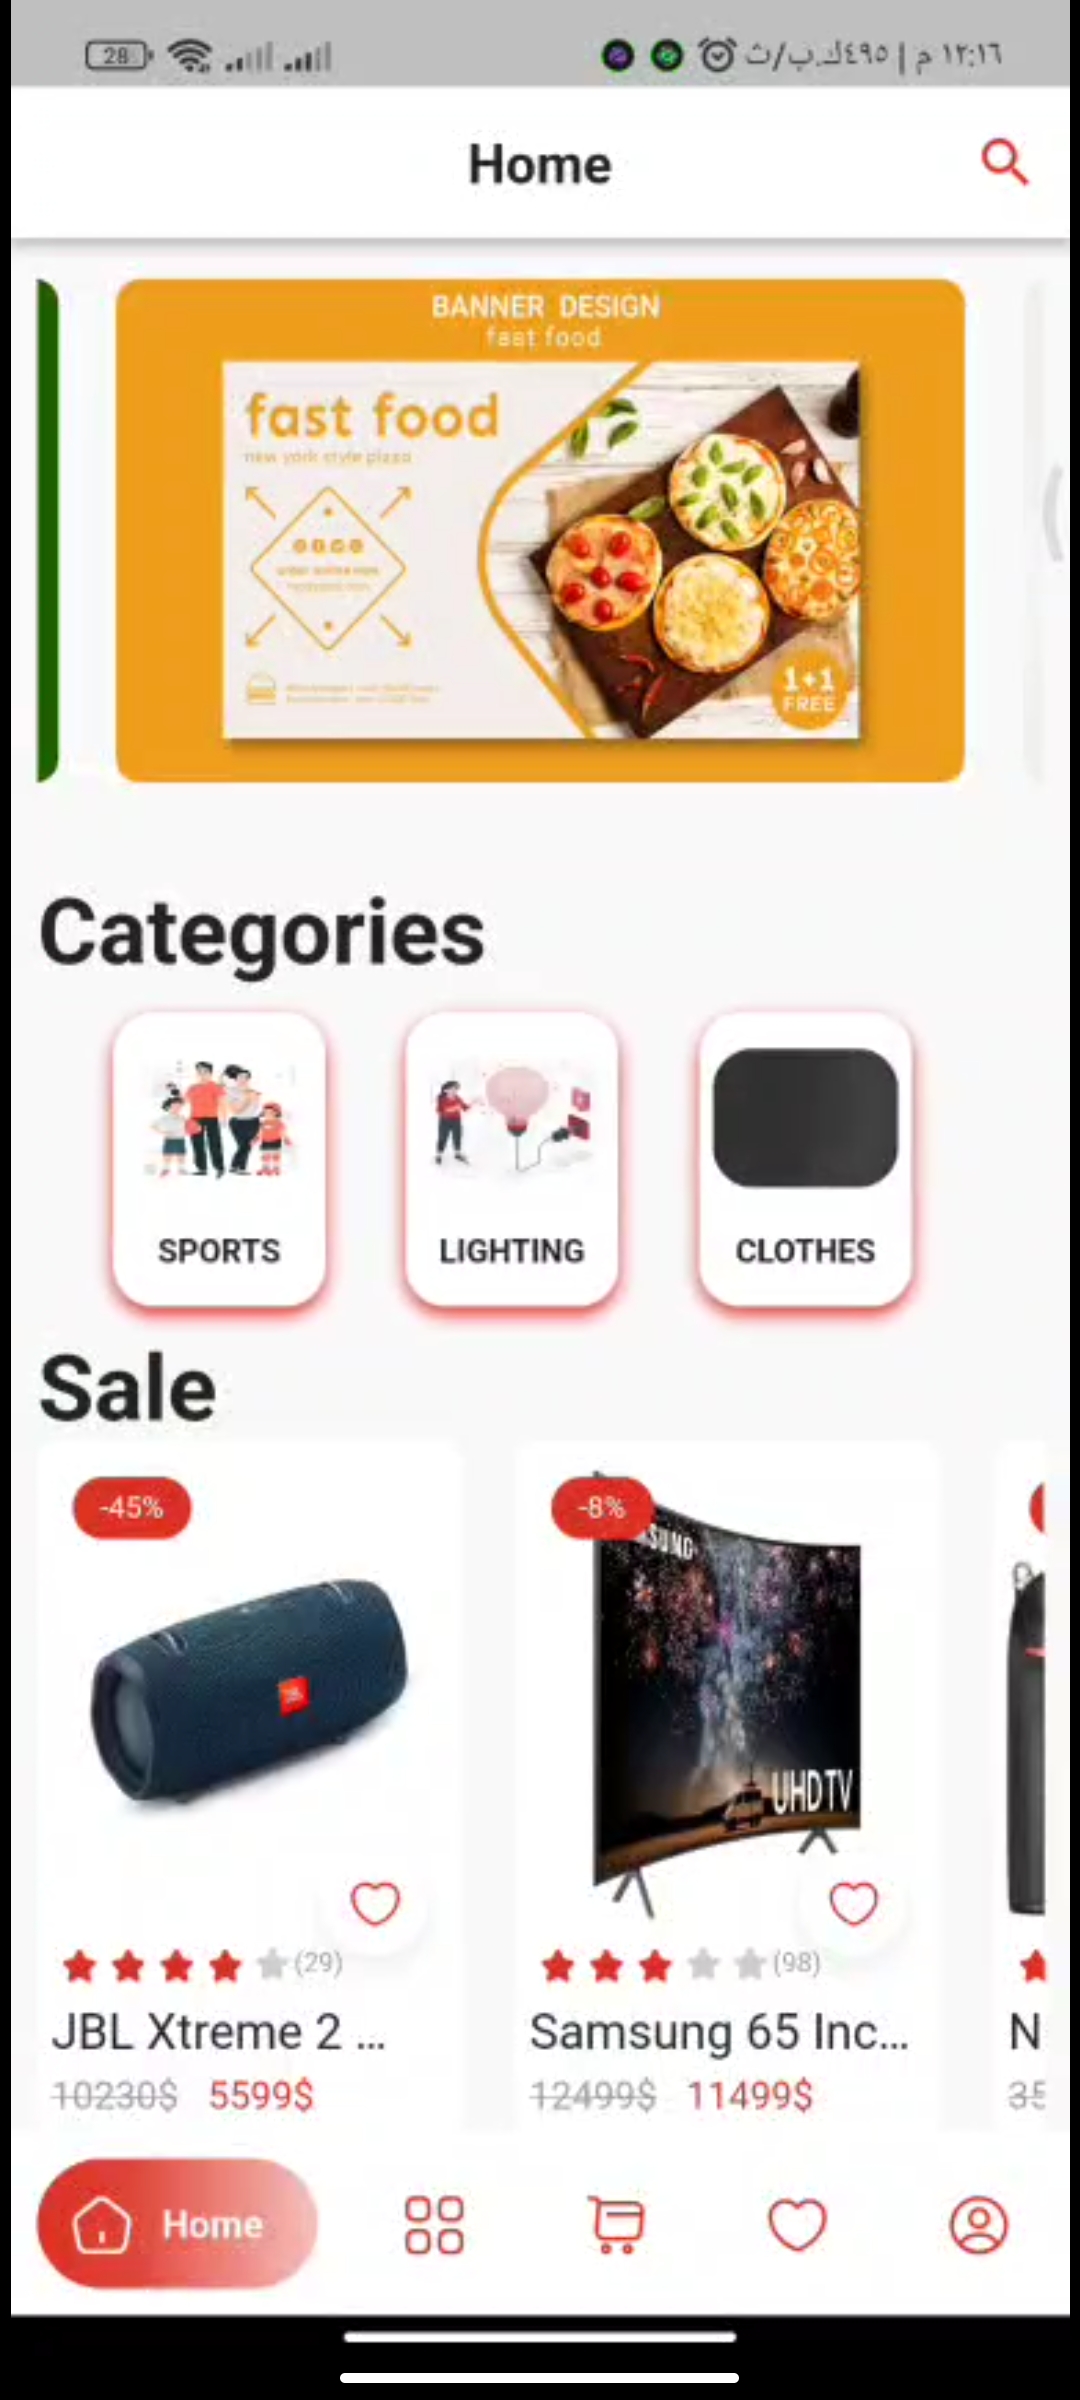 28 ١٢:١٦ م | ٤٩٥ك.ب/ث
Home
BANNER DESIGN
fast food
fast food
new york style pizza
1+1
FREE
Categories
SPORTS
LIGHTING
CLOTHES
Sale
-45%
-8%
UHD TV
(29)
(98)
JBL Xtreme 2 ...
Samsung 65 Inc...
N
10230$ 5599$
12499$ 11499$
35
Home